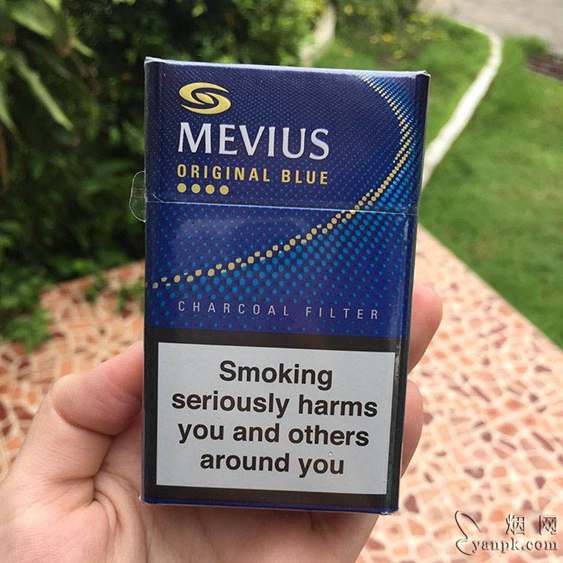 MEVIUS
ORIGINAL BLUE
CHARCOAL FILTER
Smoking
seriously harms
you and others
around you
烟网
yanpk.com